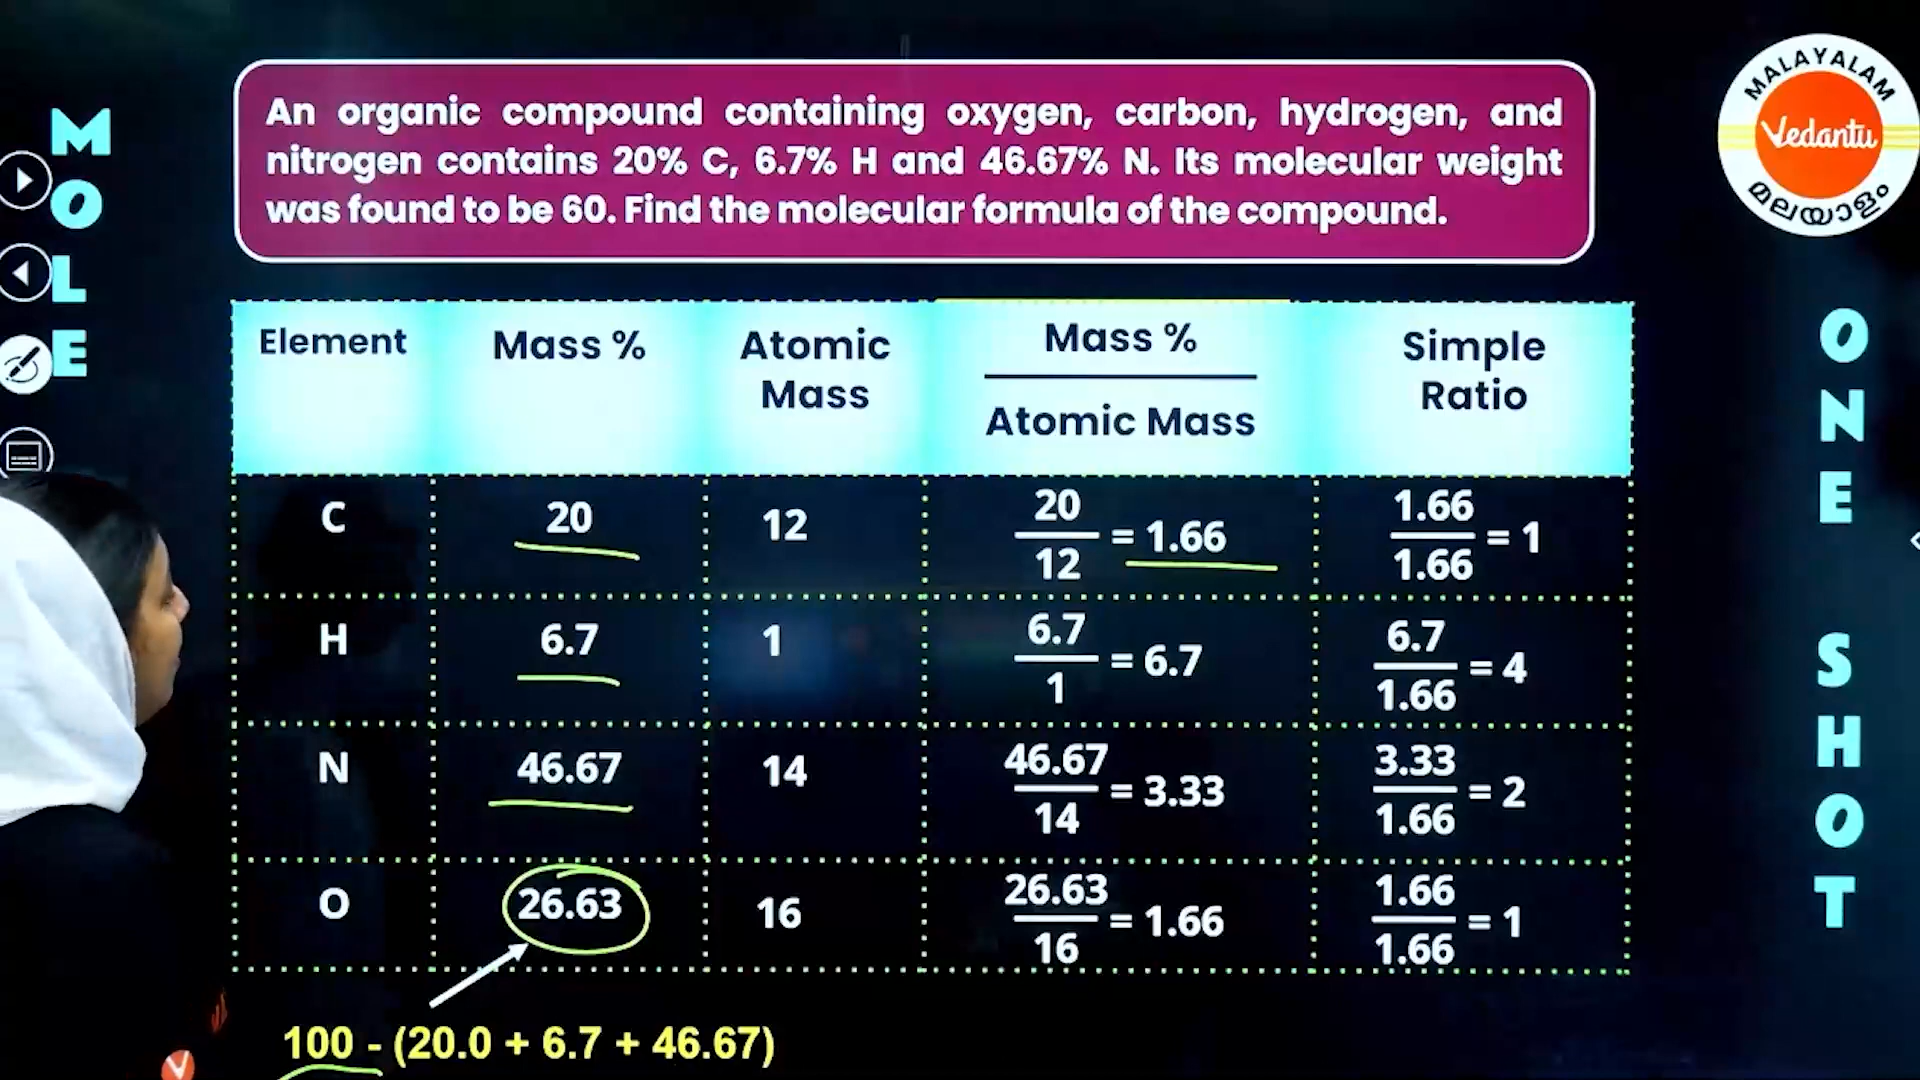 MALAYALAM
Vedantu
മലയാളം
MOLE
ONE SHOT
An organic compound containing oxygen, carbon, hydrogen, and
nitrogen contains 20% C, 6.7% H and 46.67% N. Its molecular weight
was found to be 60. Find the molecular formula of the compound.
Element Mass % Atomic Mass Mass % / Atomic Mass Simple Ratio
C 20 12 20/12 = 1.66 1.66/1.66 = 1
H 6.7 1 6.7/1 = 6.7 6.7/1.66 = 4
N 46.67 14 46.67/14 = 3.33 3.33/1.66 = 2
O 26.63 16 26.63/16 = 1.66 1.66/1.66 = 1
100 - (20.0 + 6.7 + 46.67)
V